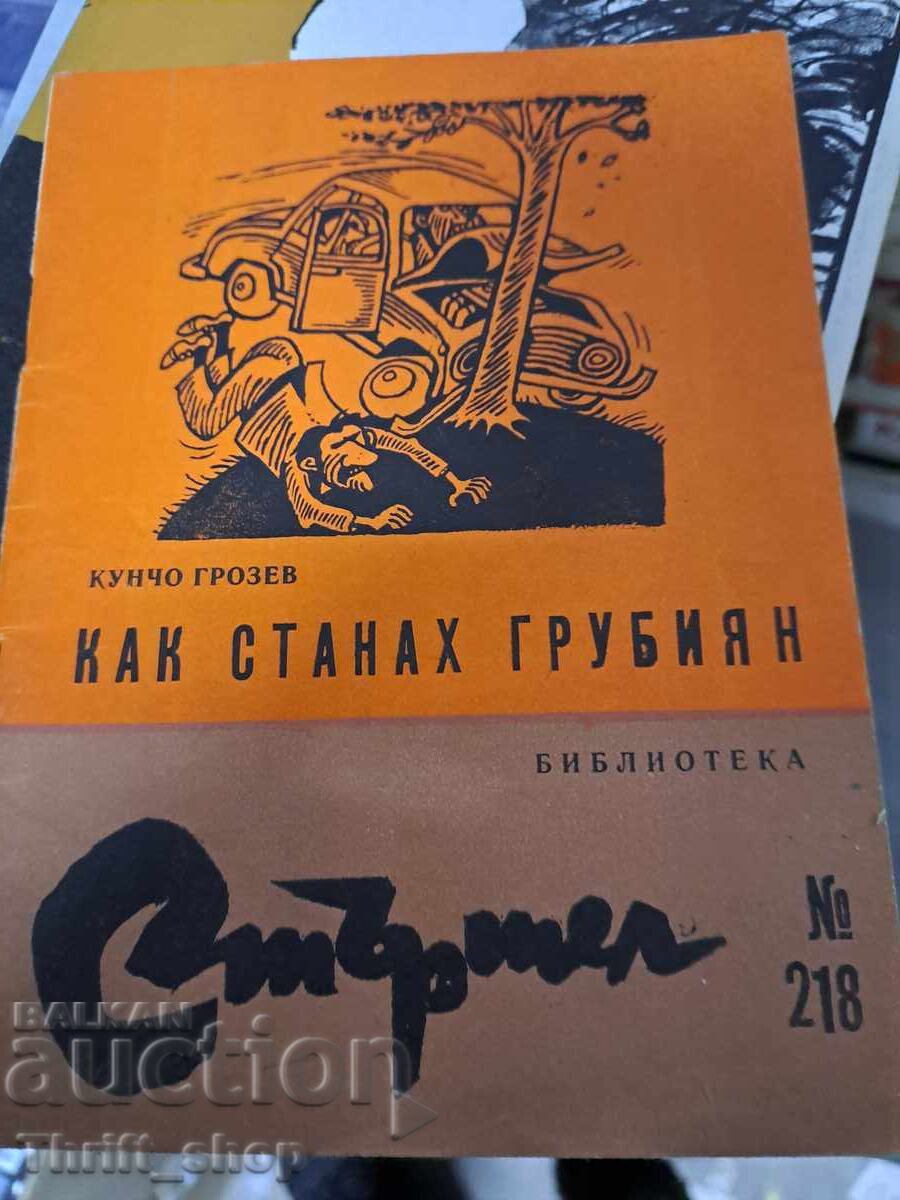 КУНЧО ГРОЗЕВ
КАК СТАНАХ ГРУБИЯН
БИБЛИОТЕКА
Стършел
№
218
BALKAN
auction
Thrift_shop